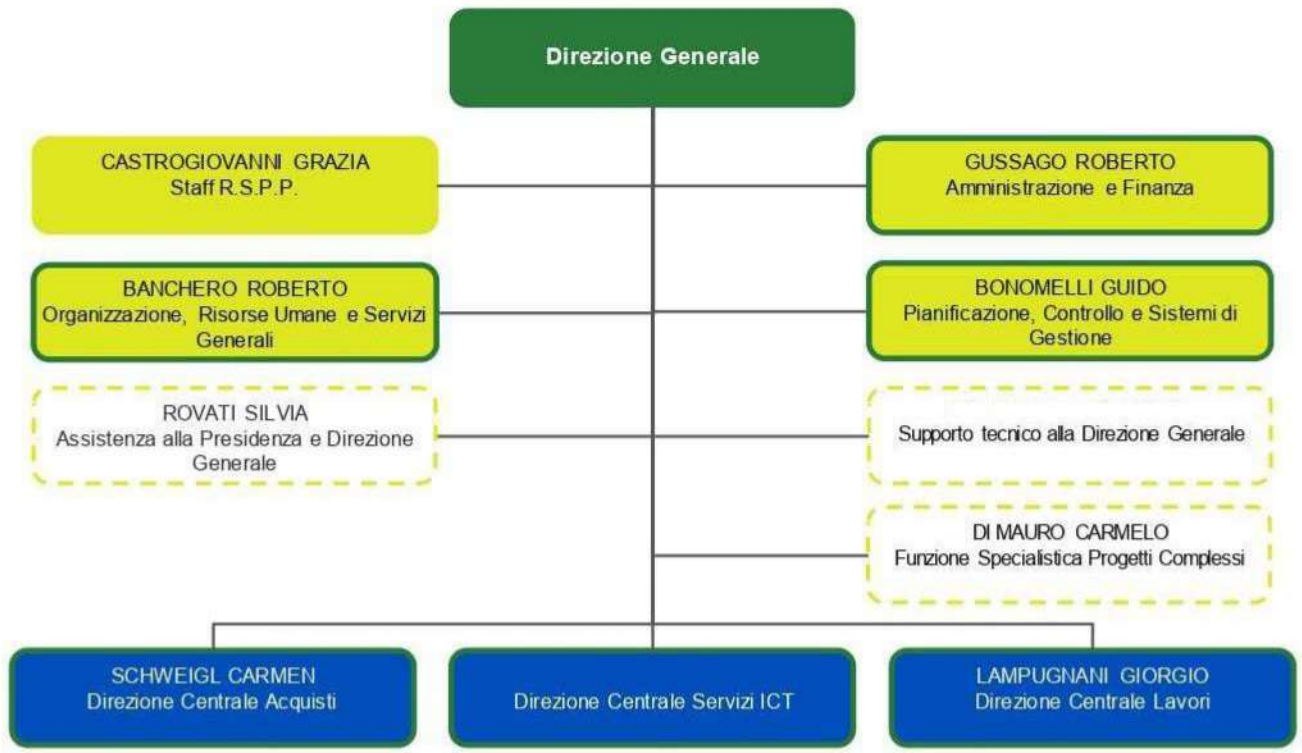 Direzione Generale
CASTROGIOVANNI GRAZIA
Staff R.S.P.P.
GUSSAGO ROBERTO
Amministrazione e Finanza
BANCHERO ROBERTO
Organizzazione, Risorse Umane e Servizi
Generali
BONOMELLI GUIDO
Pianificazione, Controllo e Sistemi di
Gestione
ROVATI SILVIA
Assistenza alla Presidenza e Direzione
Generale
Supporto tecnico alla Direzione Generale
DI MAURO CARMELO
Funzione Specialistica Progetti Complessi
SCHWEIGL CARMEN
Direzione Centrale Acquisti
Direzione Centrale Servizi ICT
LAMPUGNANI GIORGIO
Direzione Centrale Lavori